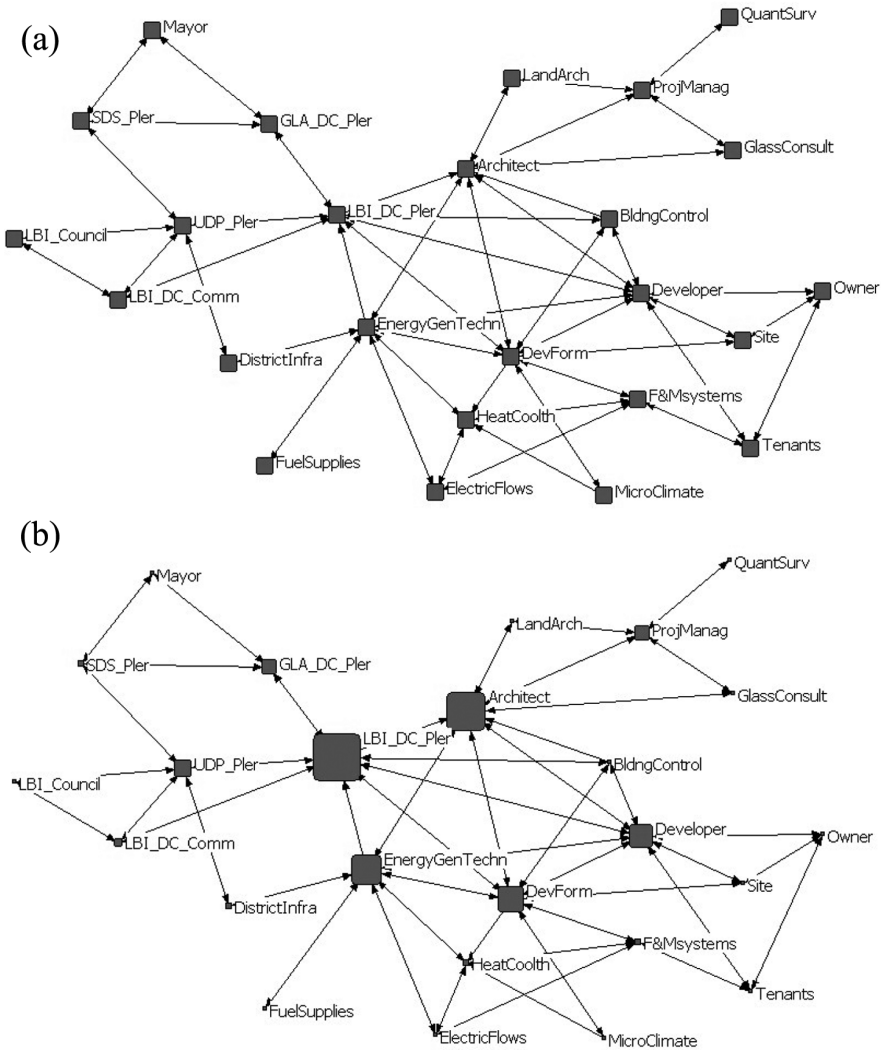 (a)
QuantSurv
Mayor
LandArch
ProjManag
SDS_Pler
GLA_DC_Pler
GlassConsult
Architect
LBI_DC_Pler
BldngControl
UDP_Pler
LBI_Council
Developer
Owner
LBI_DC_Comm
EnergyGenTechn
Site
DistrictInfra
DevForm
F&Msystems
HeatCoolth
Tenants
FuelSupplies
ElectricFlows
MicroClimate
(b)
QuantSurv
Mayor
LandArch
ProjManag
SDS_Pler
GLA_DC_Pler
GlassConsult
Architect
LBI_DC_Pler
BldngControl
UDP_Pler
LBI_Council
Developer
Owner
LBI_DC_Comm
EnergyGenTechn
Site
DistrictInfra
DevForm
F&Msystems
HeatCoolth
Tenants
FuelSupplies
ElectricFlows
MicroClimate